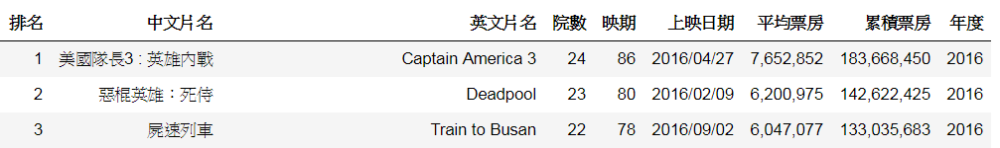 排名 中文片名 英文片名 院數 映期 上映日期 平均票房 累積票房 年度
1 美國隊長3 : 英雄內戰 Captain America 3 24 86 2016/04/27 7,652,852 183,668,450 2016
2 惡棍英雄：死侍 Deadpool 23 80 2016/02/09 6,200,975 142,622,425 2016
3 屍速列車 Train to Busan 22 78 2016/09/02 6,047,077 133,035,683 2016